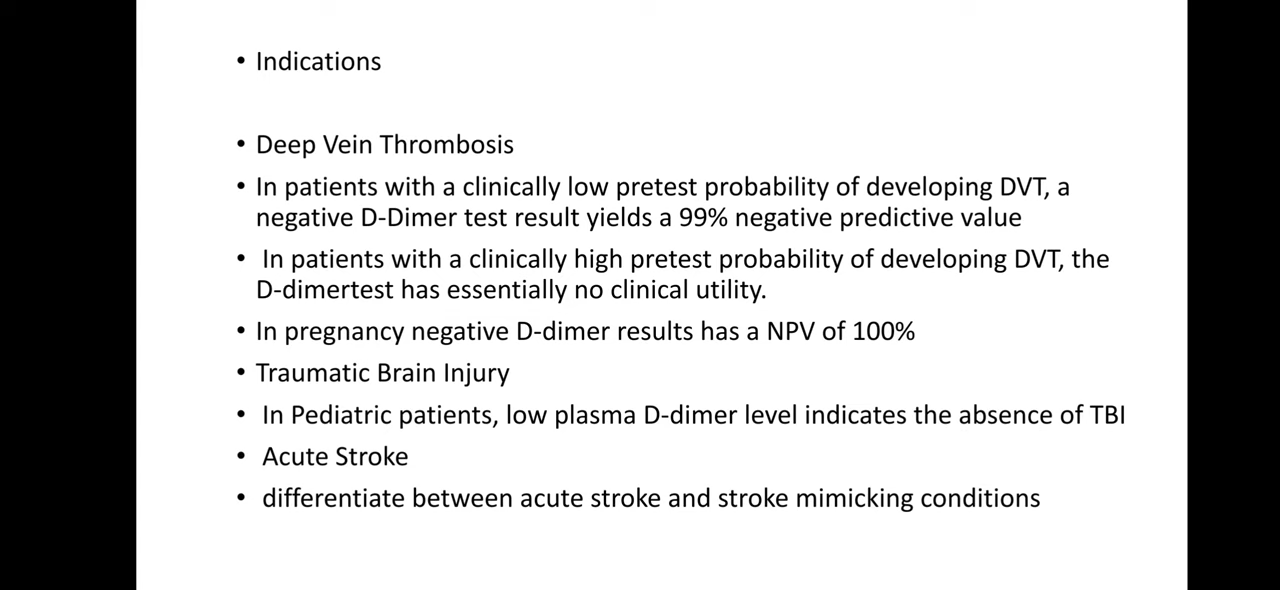 • Indications
• Deep Vein Thrombosis
• In patients with a clinically low pretest probability of developing DVT, a
negative D-Dimer test result yields a 99% negative predictive value
• In patients with a clinically high pretest probability of developing DVT, the
D-dimertest has essentially no clinical utility.
• In pregnancy negative D-dimer results has a NPV of 100%
• Traumatic Brain Injury
• In Pediatric patients, low plasma D-dimer level indicates the absence of TBI
• Acute Stroke
• differentiate between acute stroke and stroke mimicking conditions